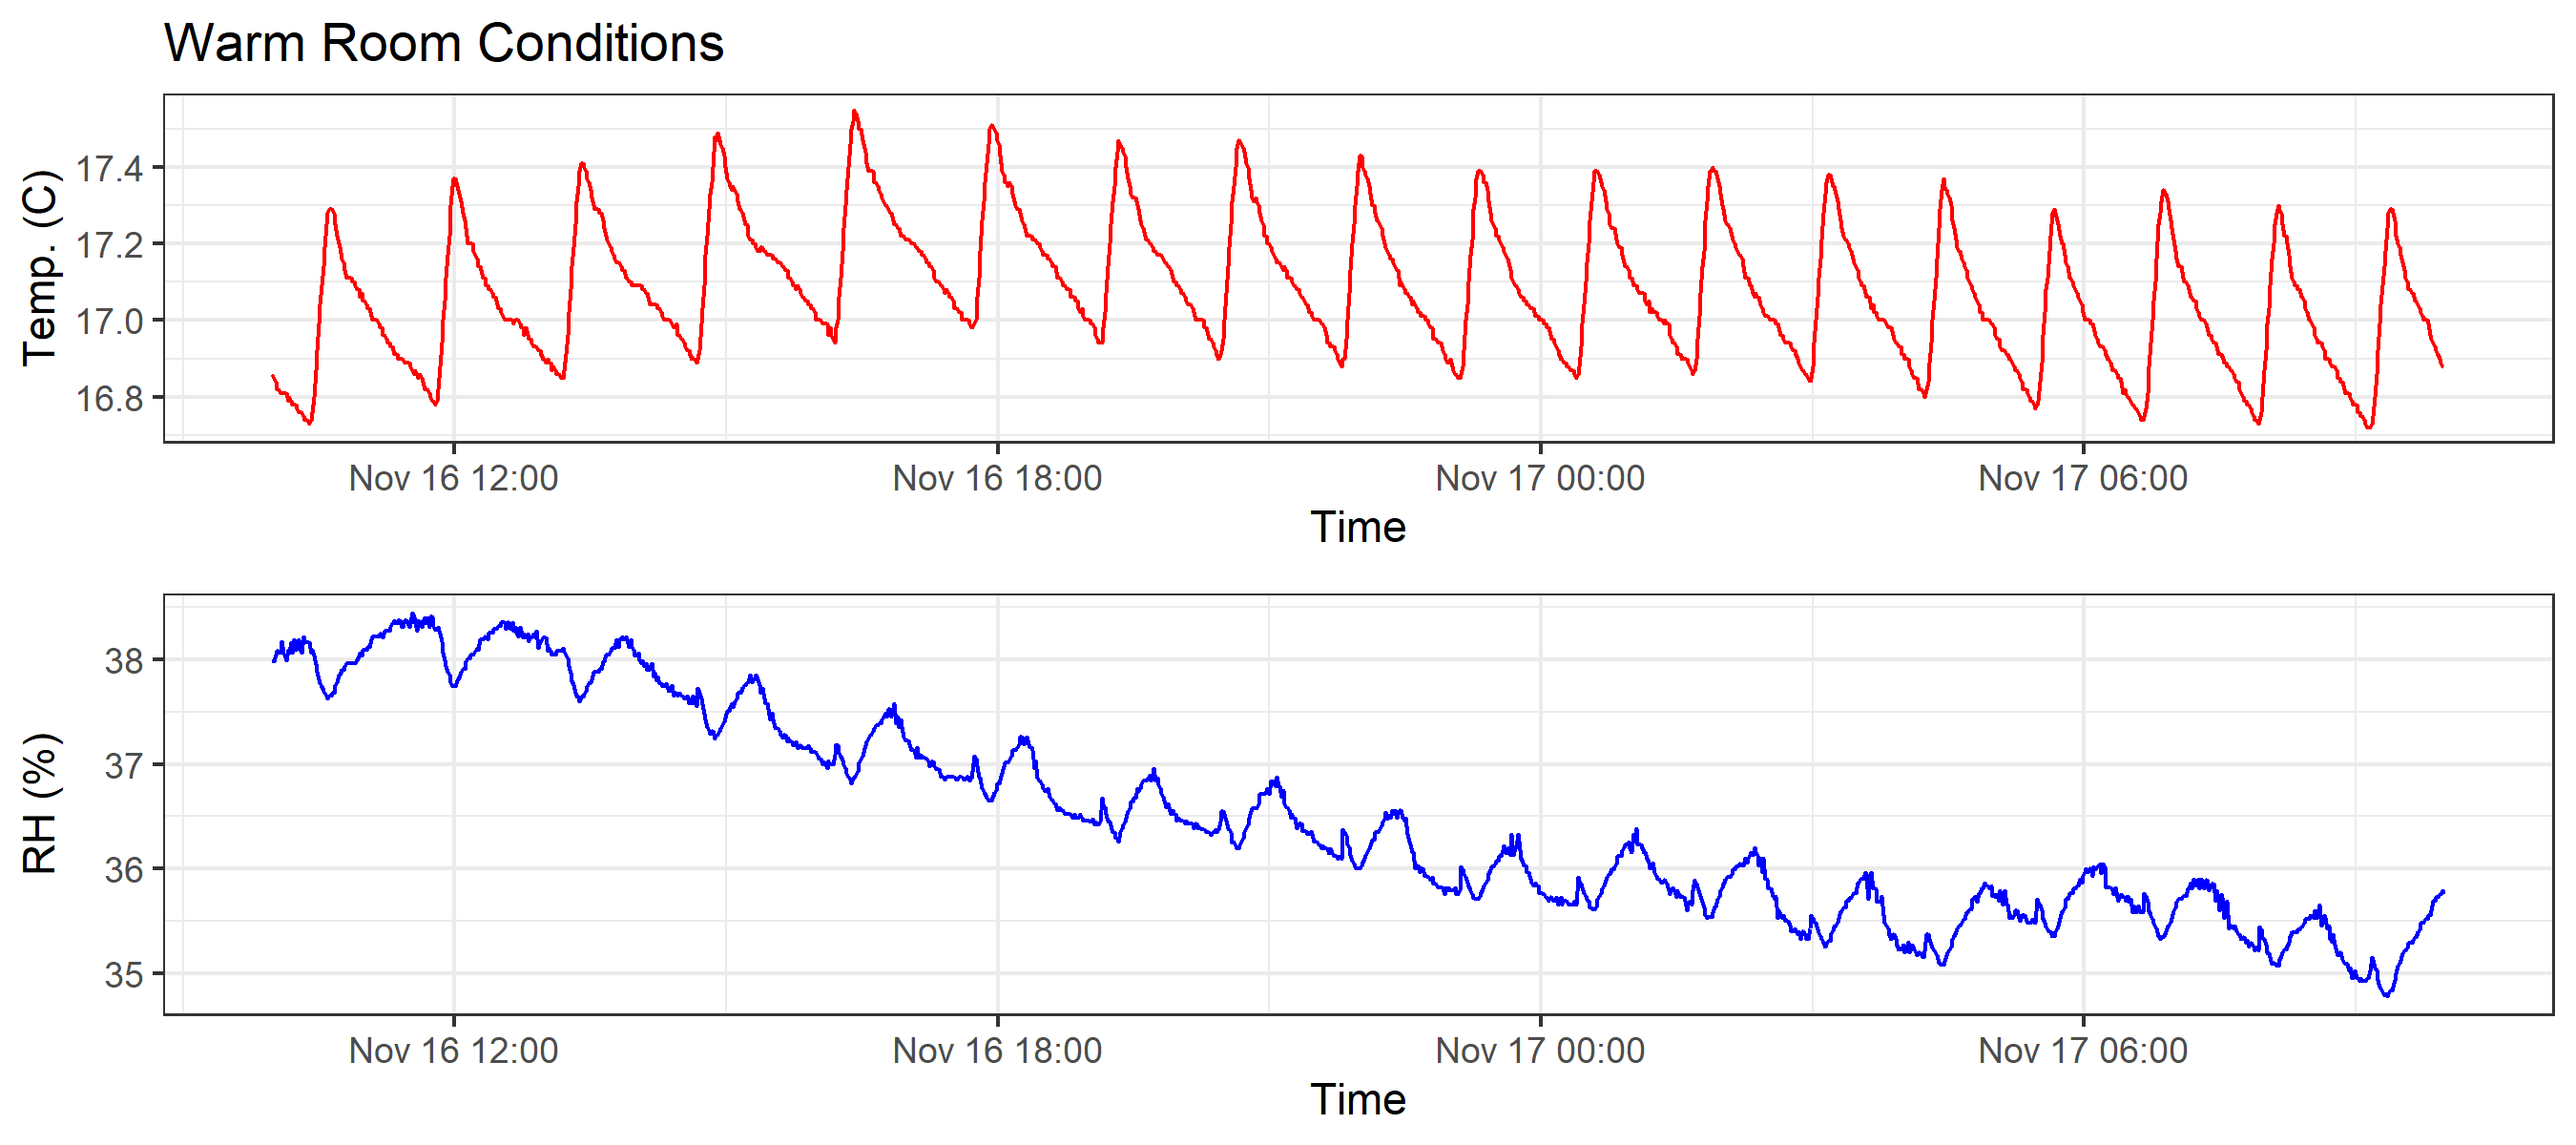 Warm Room Conditions
Temp. (C)
17.4
17.2
17.0
16.8
Nov 16 12:00 Nov 16 18:00 Nov 17 00:00 Nov 17 06:00
Time
RH (%)
38
37
36
35
Nov 16 12:00 Nov 16 18:00 Nov 17 00:00 Nov 17 06:00
Time